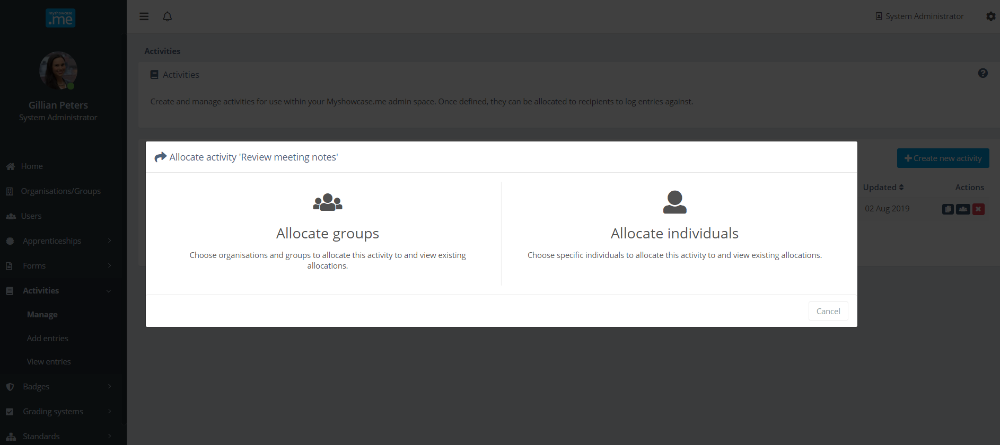 myshowcase
.me
System Administrator
Gillian Peters
System Administrator
Home
Organisations/Groups
Users
Apprenticeships
Forms
Activities
Manage
Add entries
View entries
Badges
Grading systems
Standards
Activities
Activities
Create and manage activities for use within your Myshowcase.me admin space. Once defined, they can be allocated to recipients to log entries against.
Create new activity
Updated
Actions
02 Aug 2019
Allocate activity 'Review meeting notes'
Allocate groups
Choose organisations and groups to allocate this activity to and view existing
allocations.
Allocate individuals
Choose specific individuals to allocate this activity to and view existing allocations.
Cancel